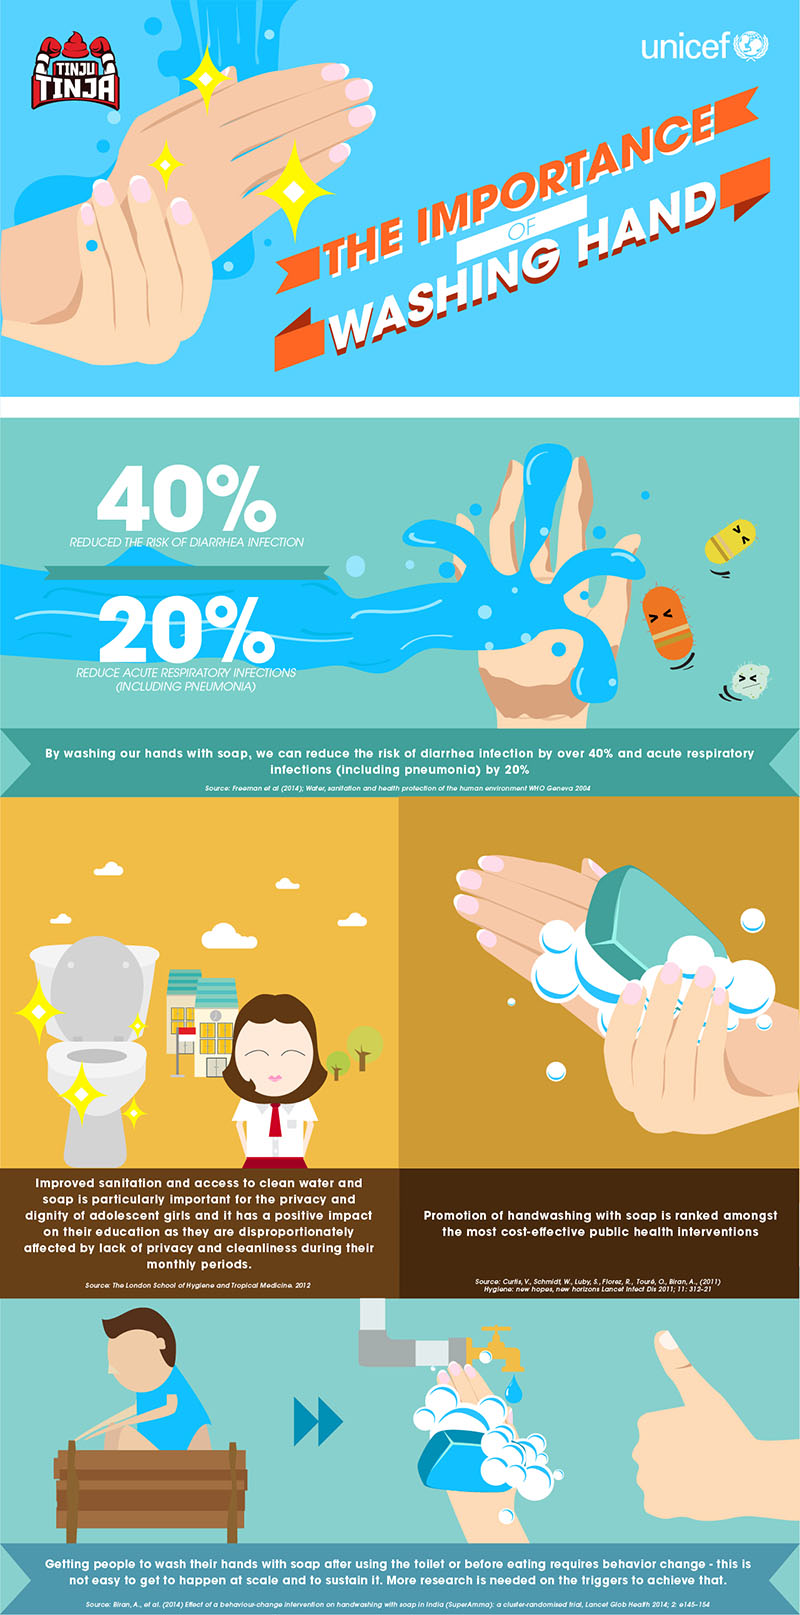 TINJU
TINJA
unicef
THE IMPORTANCE
OF
WASHING HAND
40%
REDUCED THE RISK OF DIARRHEA INFECTION
20%
REDUCE ACUTE RESPIRATORY INFECTIONS
(INCLUDING PNEUMONIA)
By washing our hands with soap, we can reduce the risk of diarrhea infection by over 40% and acute respiratory
infections (including pneumonia) by 20%
Source: Freeman et al (2014); Water, sanitation and health protection of the human environment WHO Geneva 2004
Improved sanitation and access to clean water and
soap is particularly important for the privacy and
dignity of adolescent girls and it has a positive impact
on their education as they are disproportionately
affected by lack of privacy and cleanliness during their
monthly periods.
Source: The London School of Hygiene and Tropical Medicine. 2012
Promotion of handwashing with soap is ranked amongst
the most cost-effective public health interventions
Source: Curtis, V., Schmidt, W., Luby, S., Florez, R., Touré, O., Biran, A., (2011)
Hygiene: new hopes, new horizons Lancet Infect Dis 2011; 11: 312-21
Getting people to wash their hands with soap after using the toilet or before eating requires behavior change - this is
not easy to get to happen at scale and to sustain it. More research is needed on the triggers to achieve that.
Source: Biran, A., et al. (2014) Effect of a behaviour-change intervention on handwashing with soap in India (SuperAmma): a cluster-randomised trial, Lancet Glob Health 2014; 2: e145-154